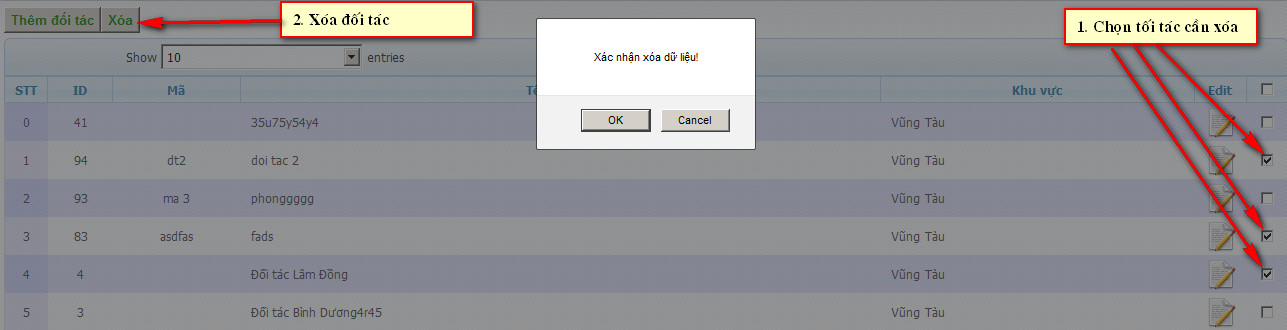 Thêm đối tác Xóa
2. Xóa đối tác
1. Chọn tối tác cần xóa
Show 10 entries
Xác nhận xóa dữ liệu!
OK Cancel
STT ID Mã Khu vực Edit
0 41 35u75y54y4 Vũng Tàu
1 94 dt2 doi tac 2 Vũng Tàu
2 93 ma 3 phonggggg Vũng Tàu
3 83 asdfas fads Vũng Tàu
4 4 Đối tác Lâm Đồng Vũng Tàu
5 3 Đối tác Bình Dương4r45 Vũng Tàu